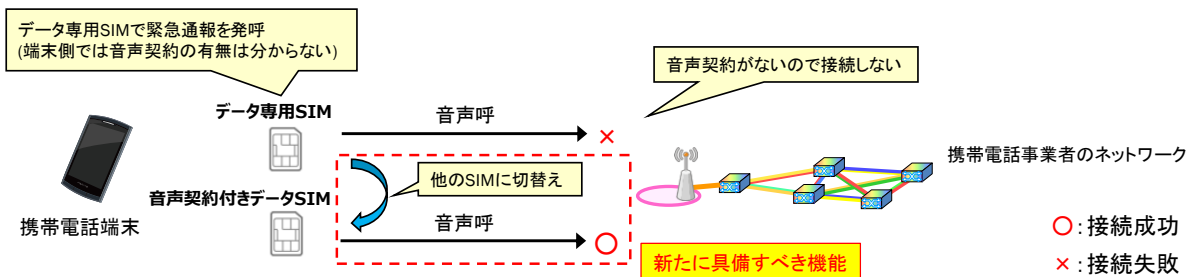 データ専用SIMで緊急通報を発呼
(端末側では音声契約の有無は分からない)
音声契約がないので接続しない
データ専用SIM
音声呼
×
携帯電話事業者のネットワーク
他のSIMに切替え
音声契約付きデータSIM
音声呼
携帯電話端末
新たに具備すべき機能
○:接続成功
×:接続失敗